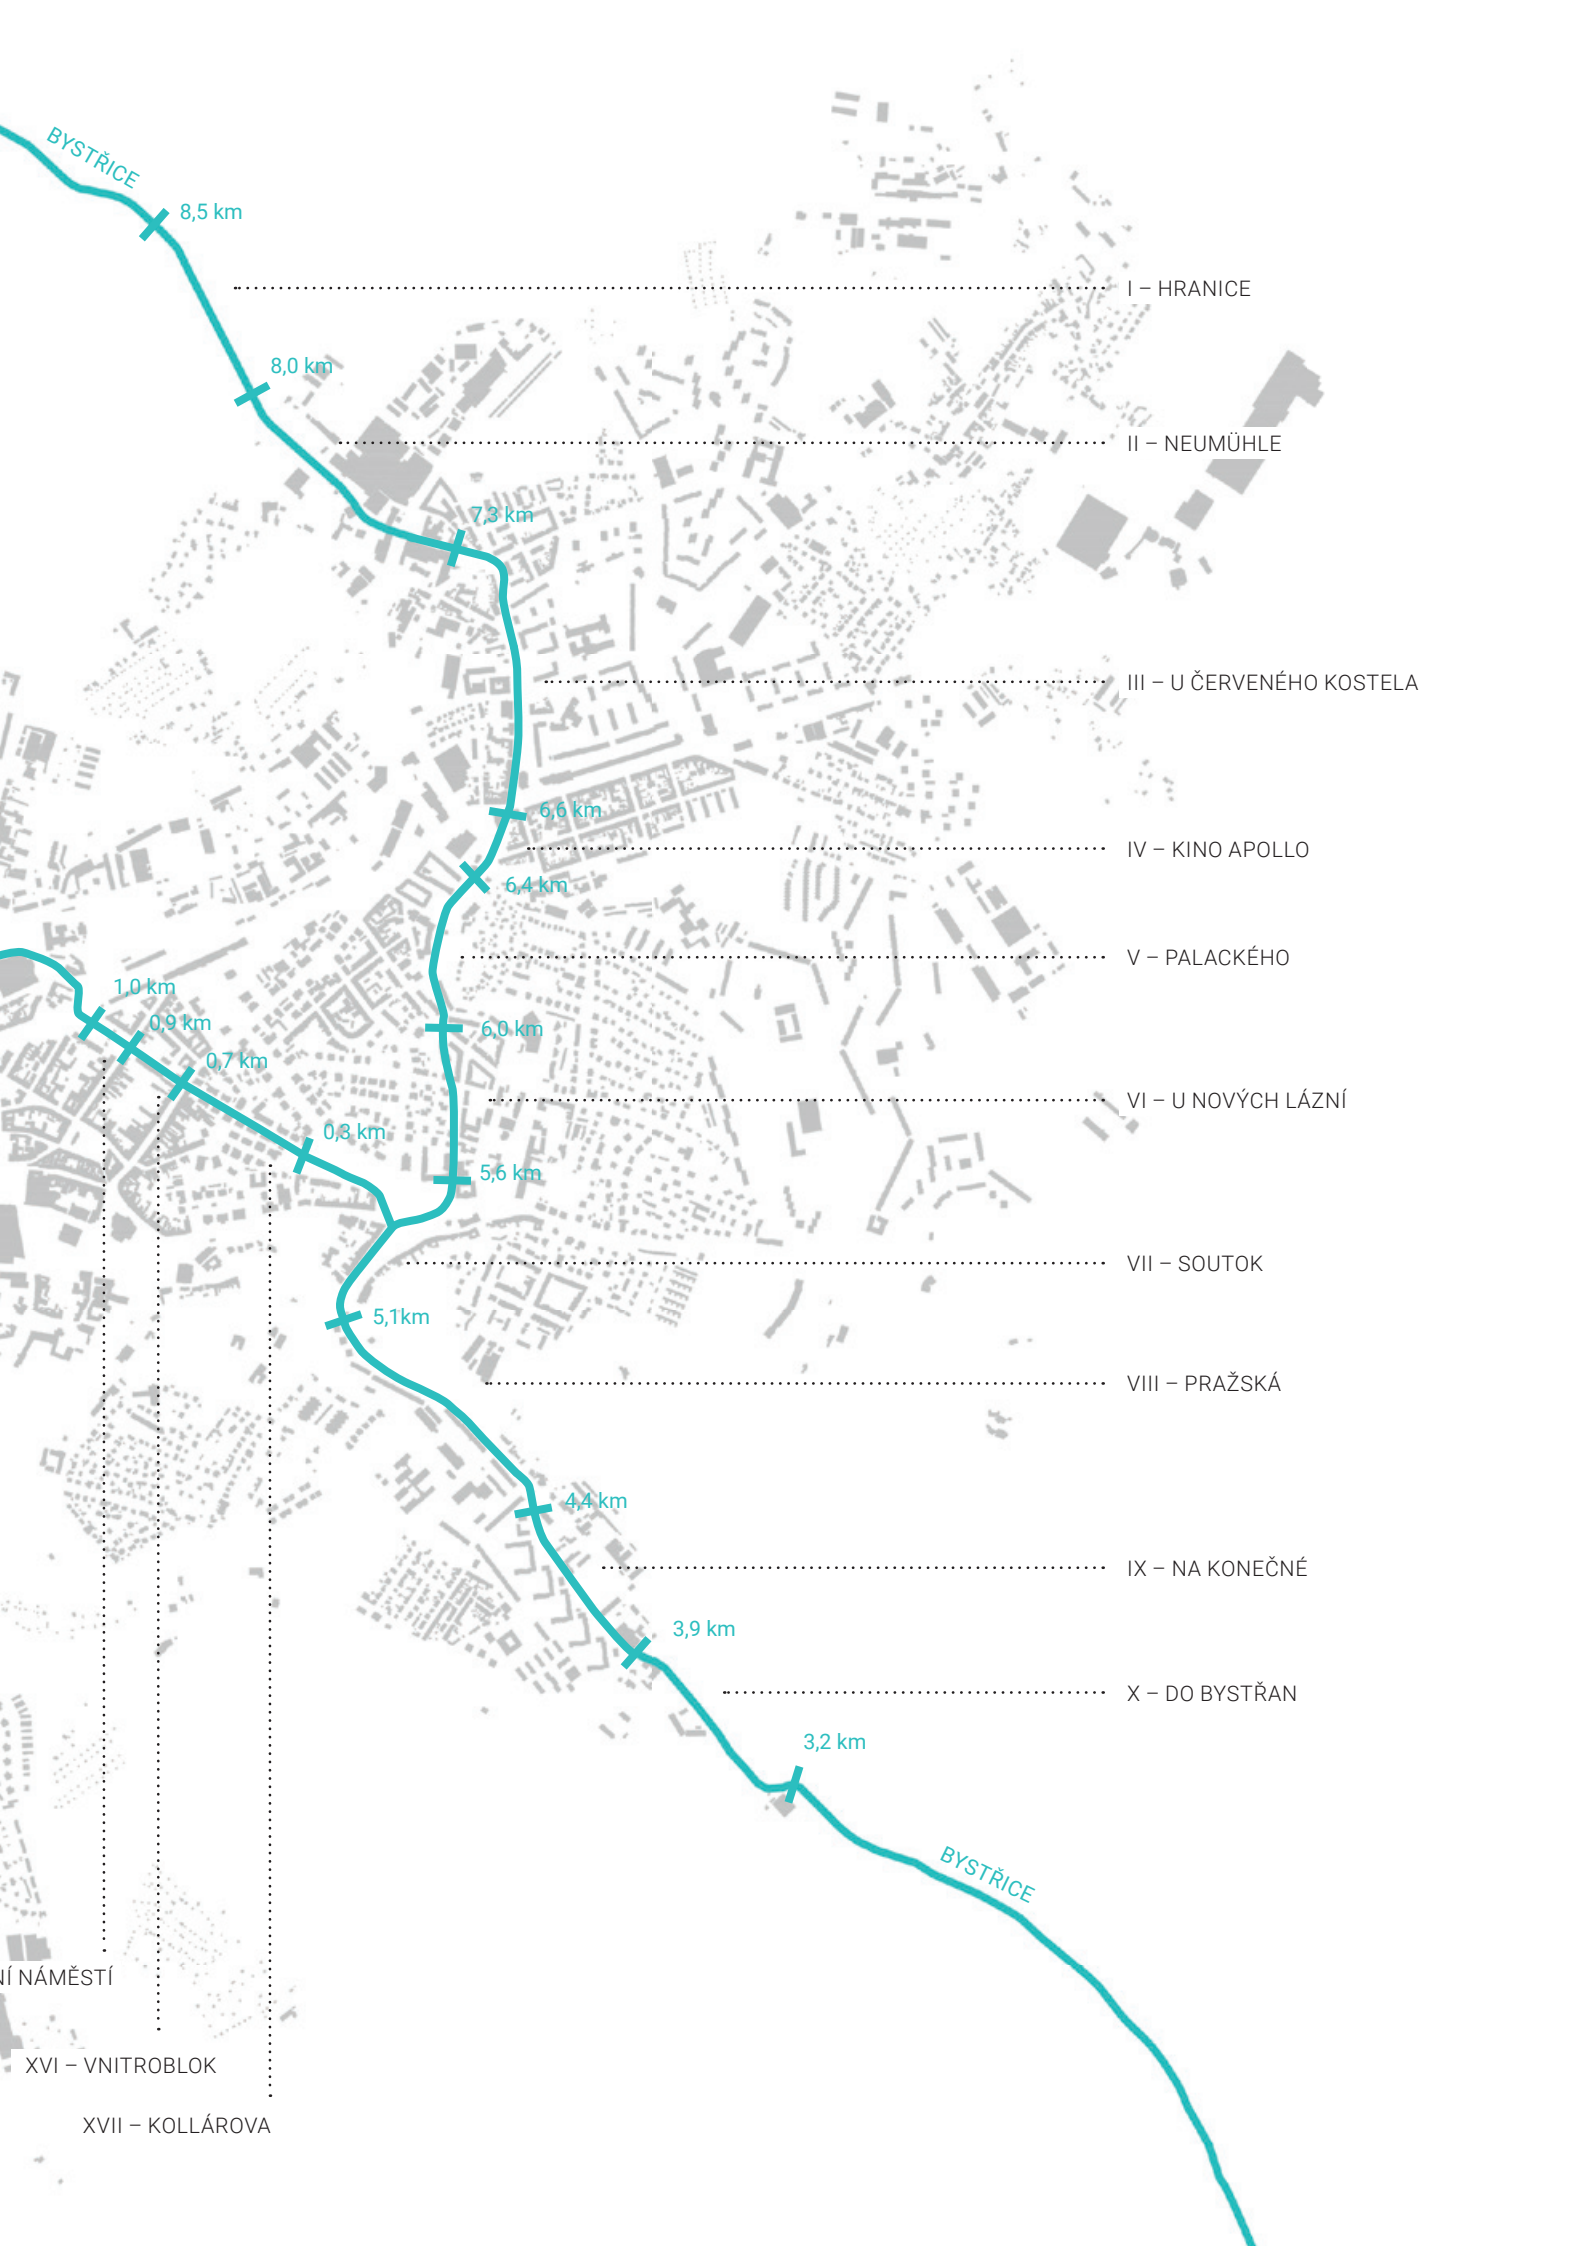 BYSTŘICE
8,5 km
I – HRANICE
8,0 km
II – NEUMÜHLE
7,3 km
III – U ČERVENÉHO KOSTELA
6,6 km
IV – KINO APOLLO
6,4 km
V – PALACKÉHO
1,0 km
0,9 km
6,0 km
0,7 km
VI – U NOVÝCH LÁZNÍ
0,3 km
5,6 km
VII – SOUTOK
5,1km
VIII – PRAŽSKÁ
4,4 km
IX – NA KONEČNÉ
3,9 km
X – DO BYSTŘAN
3,2 km
BYSTŘICE
NÍ NÁMĚSTÍ
XVI – VNITROBLOK
XVII – KOLLÁROVA